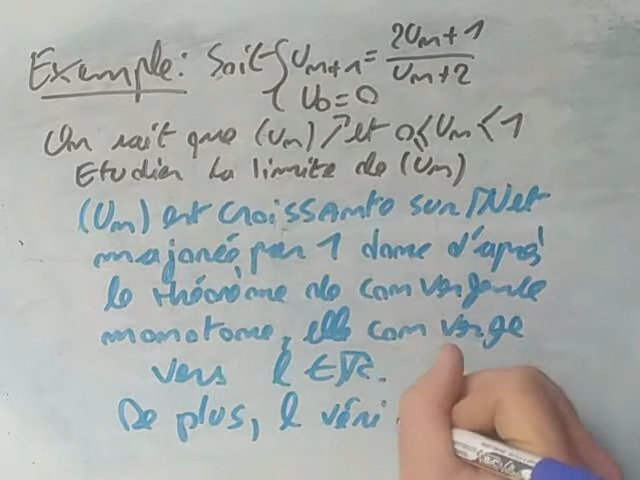 Exemple: Soit { Un+1 = (2Un+1)/(Un+2)
U0=0
On sait que (Un) ↗ et 0≤Un<1
Etudier la limite de (Un)
(Un) est croissante sur ℕ et
majorée par 1 donc d'après
le théorème de convergence
monotone, elle converge
vers l ∈ ℝ.
De plus, l véri